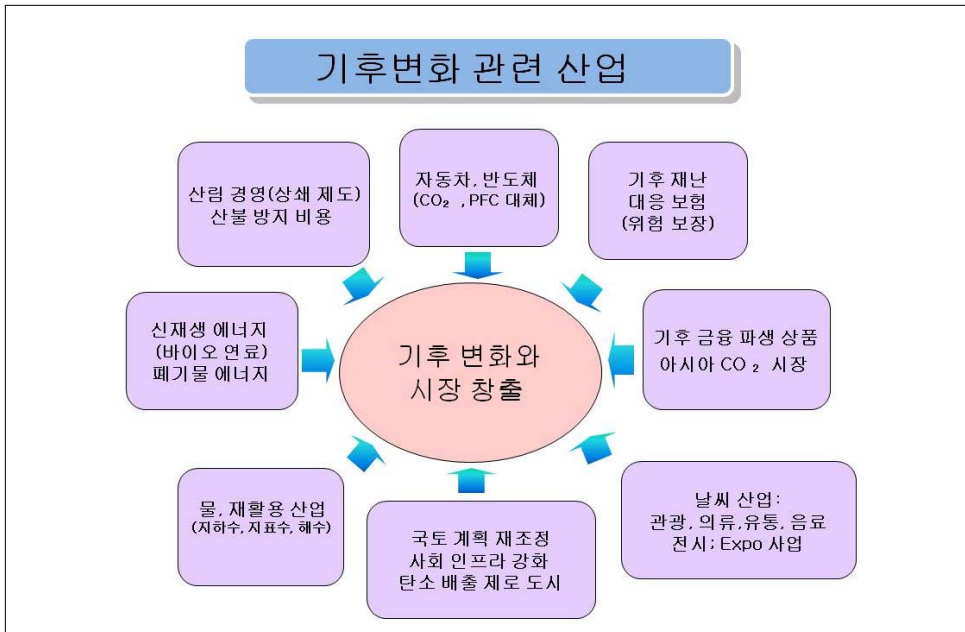 기후변화 관련 산업
산림 경영(상쇄 제도)
산불 방지 비용
자동차, 반도체
(CO₂ , PFC 대체)
기후 재난
대응 보험
(위험 보장)
신재생 에너지
(바이오 연료)
폐기물 에너지
기후 변화와
시장 창출
기후 금융 파생 상품
아시아 CO₂ 시장
물, 재활용 산업
(지하수, 지표수, 해수)
국토 계획 재조정
사회 인프라 강화
탄소 배출 제로 도시
날씨 산업:
관광, 의류,유통, 음료
전시; Expo 사업